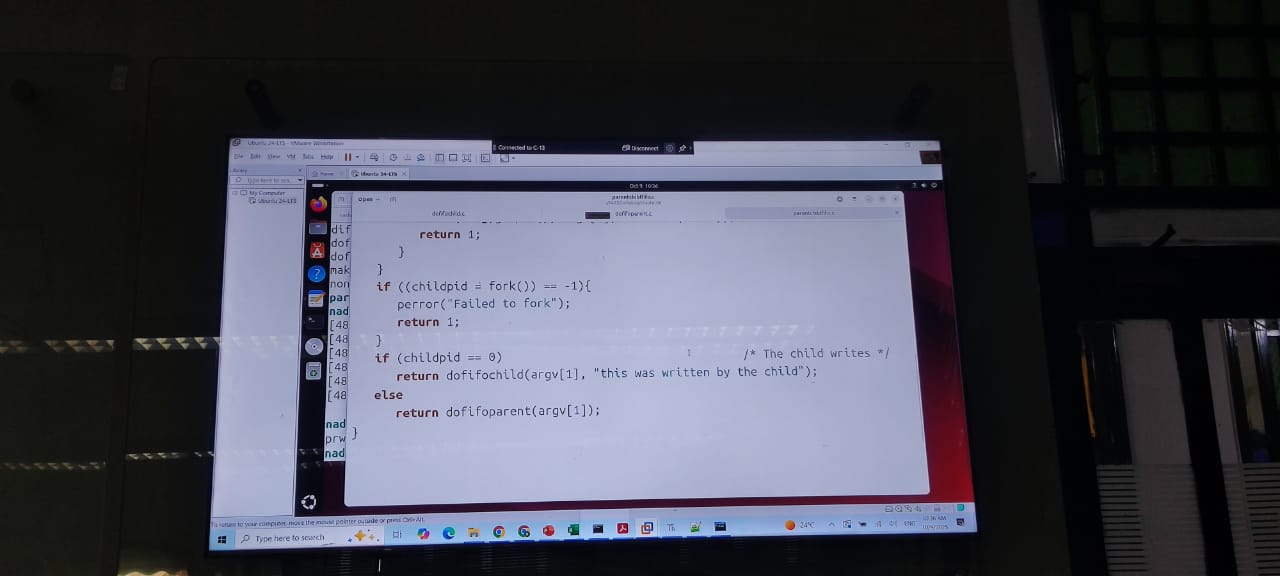 Ubuntu 24-LTS - VMware Workstation
Connected to C-13
Disconnect
File Edit View VM Tabs Help
Library
Type here to sea...
My Computer
Ubuntu 24-LTS
Home
Ubuntu 24-LTS
Oct 9 10:36
Open
parentchildfifo.c
dofifochild.c
dofifoparent.c
parentchildfifo.c
dif
dof
dof
mak
non
par
nad
[48
[48
[48
[48
[48
[48
nad
prw
nad
return 1;
}
}
if ((childpid = fork()) == -1){
perror("Failed to fork");
return 1;
}
if (childpid == 0) /* The child writes */
return dofifochild(argv[1], "this was written by the child");
else
return dofifoparent(argv[1]);
}
To return to your computer, move the mouse pointer outside or press Ctrl+Alt.
Type here to search
24°C
ENG
10:36 AM
10/9/2025